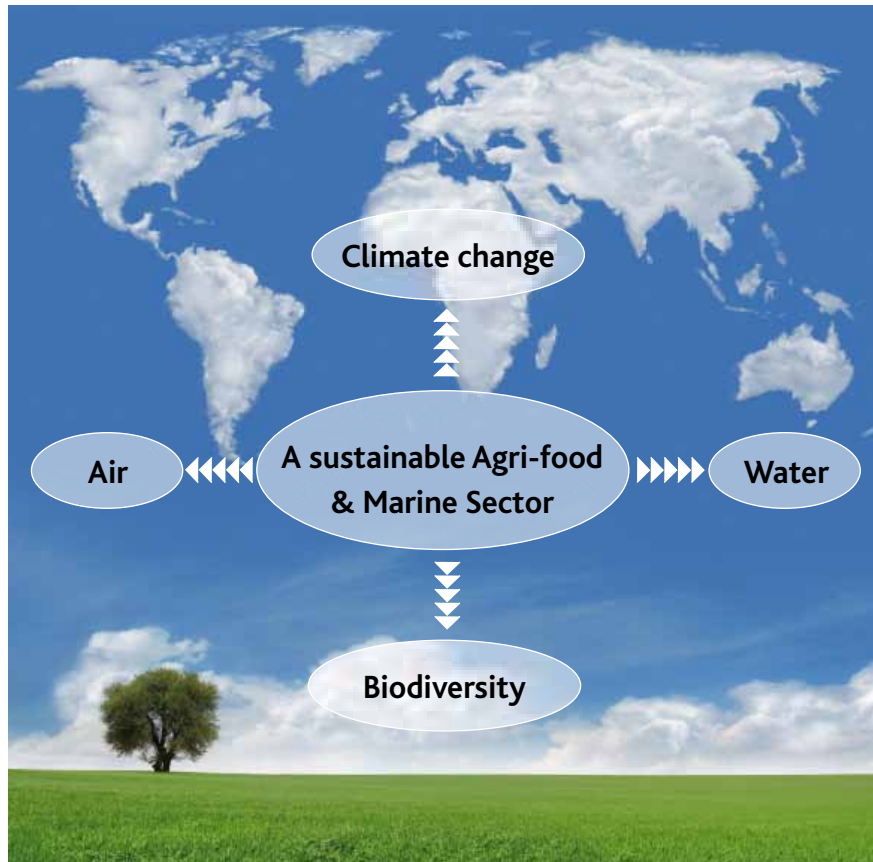 Climate change
Air
A sustainable Agri-food
& Marine Sector
Water
Biodiversity